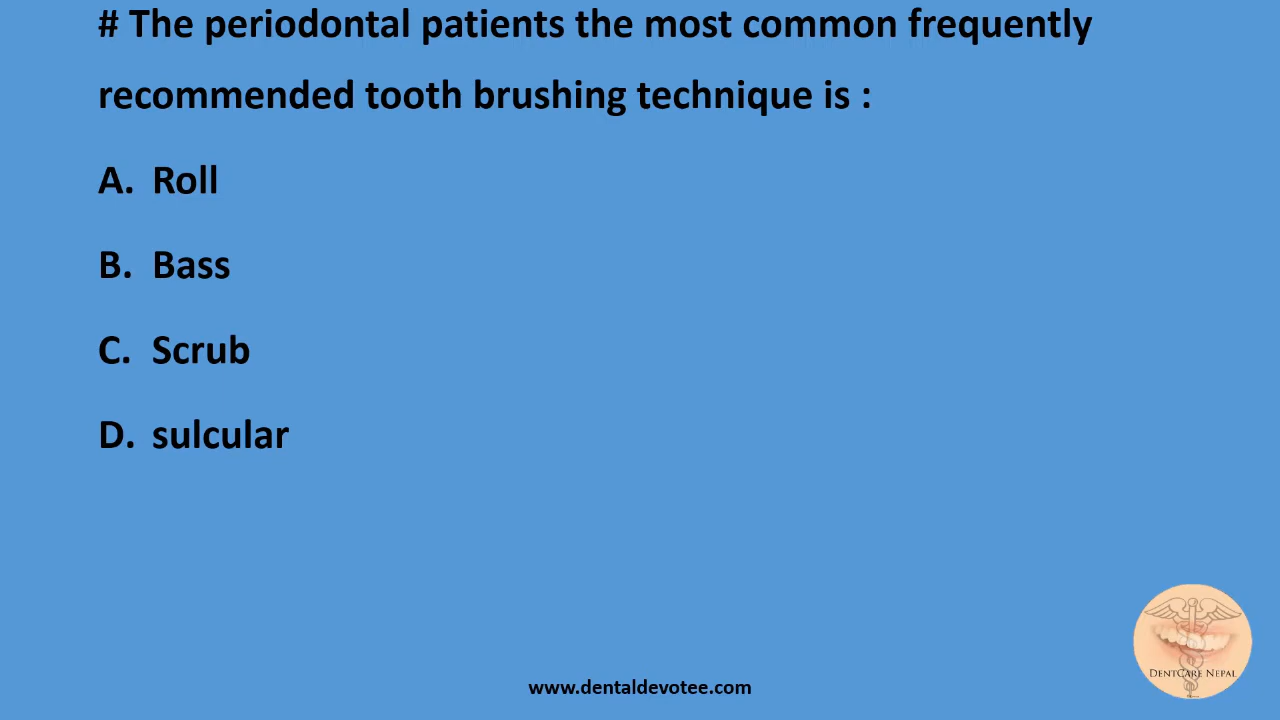 # The periodontal patients the most common frequently
recommended tooth brushing technique is :
A. Roll
B. Bass
C. Scrub
D. sulcular
DentCare Nepal
www.dentaldevotee.com